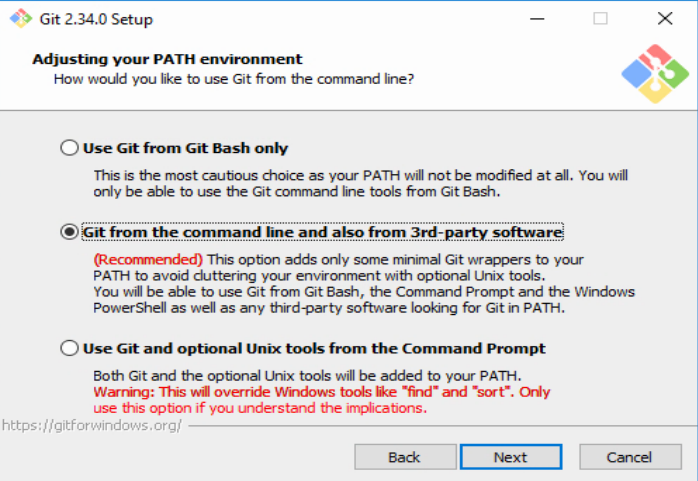 Git 2.34.0 Setup
Adjusting your PATH environment
How would you like to use Git from the command line?
Use Git from Git Bash only
This is the most cautious choice as your PATH will not be modified at all. You will
only be able to use the Git command line tools from Git Bash.
Git from the command line and also from 3rd-party software
(Recommended) This option adds only some minimal Git wrappers to your
PATH to avoid cluttering your environment with optional Unix tools.
You will be able to use Git from Git Bash, the Command Prompt and the Windows
PowerShell as well as any third-party software looking for Git in PATH.
Use Git and optional Unix tools from the Command Prompt
Both Git and the optional Unix tools will be added to your PATH.
Warning: This will override Windows tools like "find" and "sort". Only
use this option if you understand the implications.
https://gitforwindows.org/
Back Next Cancel